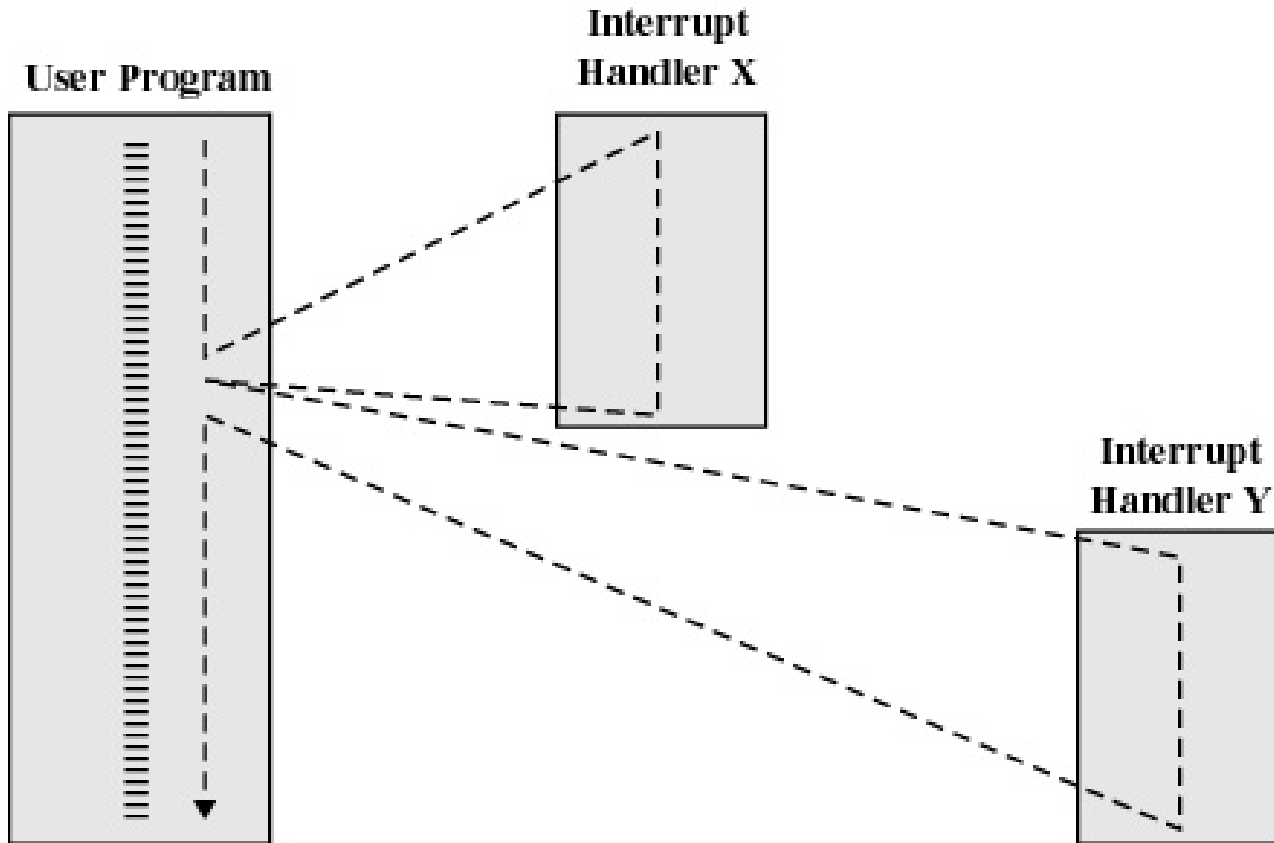 User Program
Interrupt
Handler X
Interrupt
Handler Y